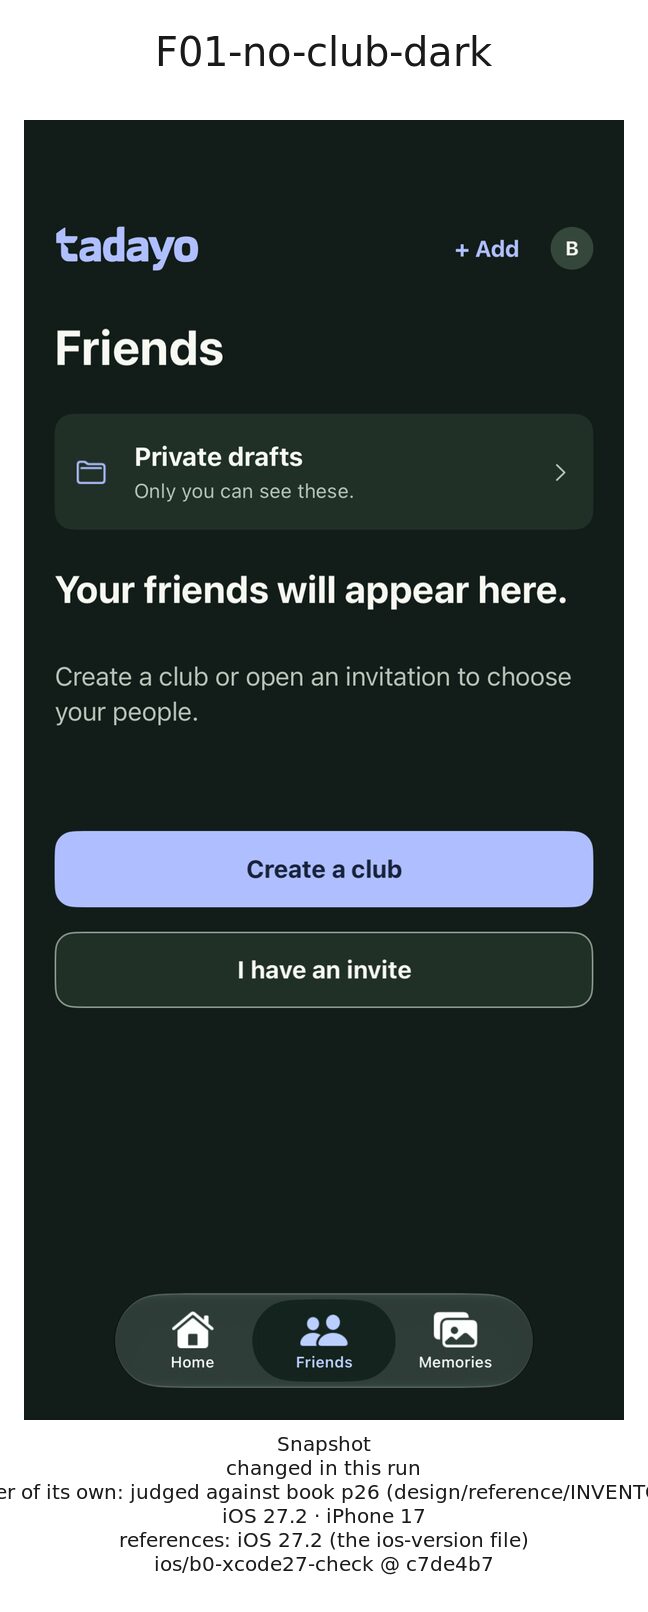 F01-no-club-dark
tadayo
+ Add
B
Friends
Private drafts
Only you can see these.
Your friends will appear here.
Create a club or open an invitation to choose
your people.
Create a club
I have an invite
Home
Friends
Memories
Snapshot
changed in this run
of its own: judged against book p26 (design/reference/
iOS 27.2 · iPhone 17
references: iOS 27.2 (the ios-version file)
ios/b0-xcode27-check @ c7de4b7